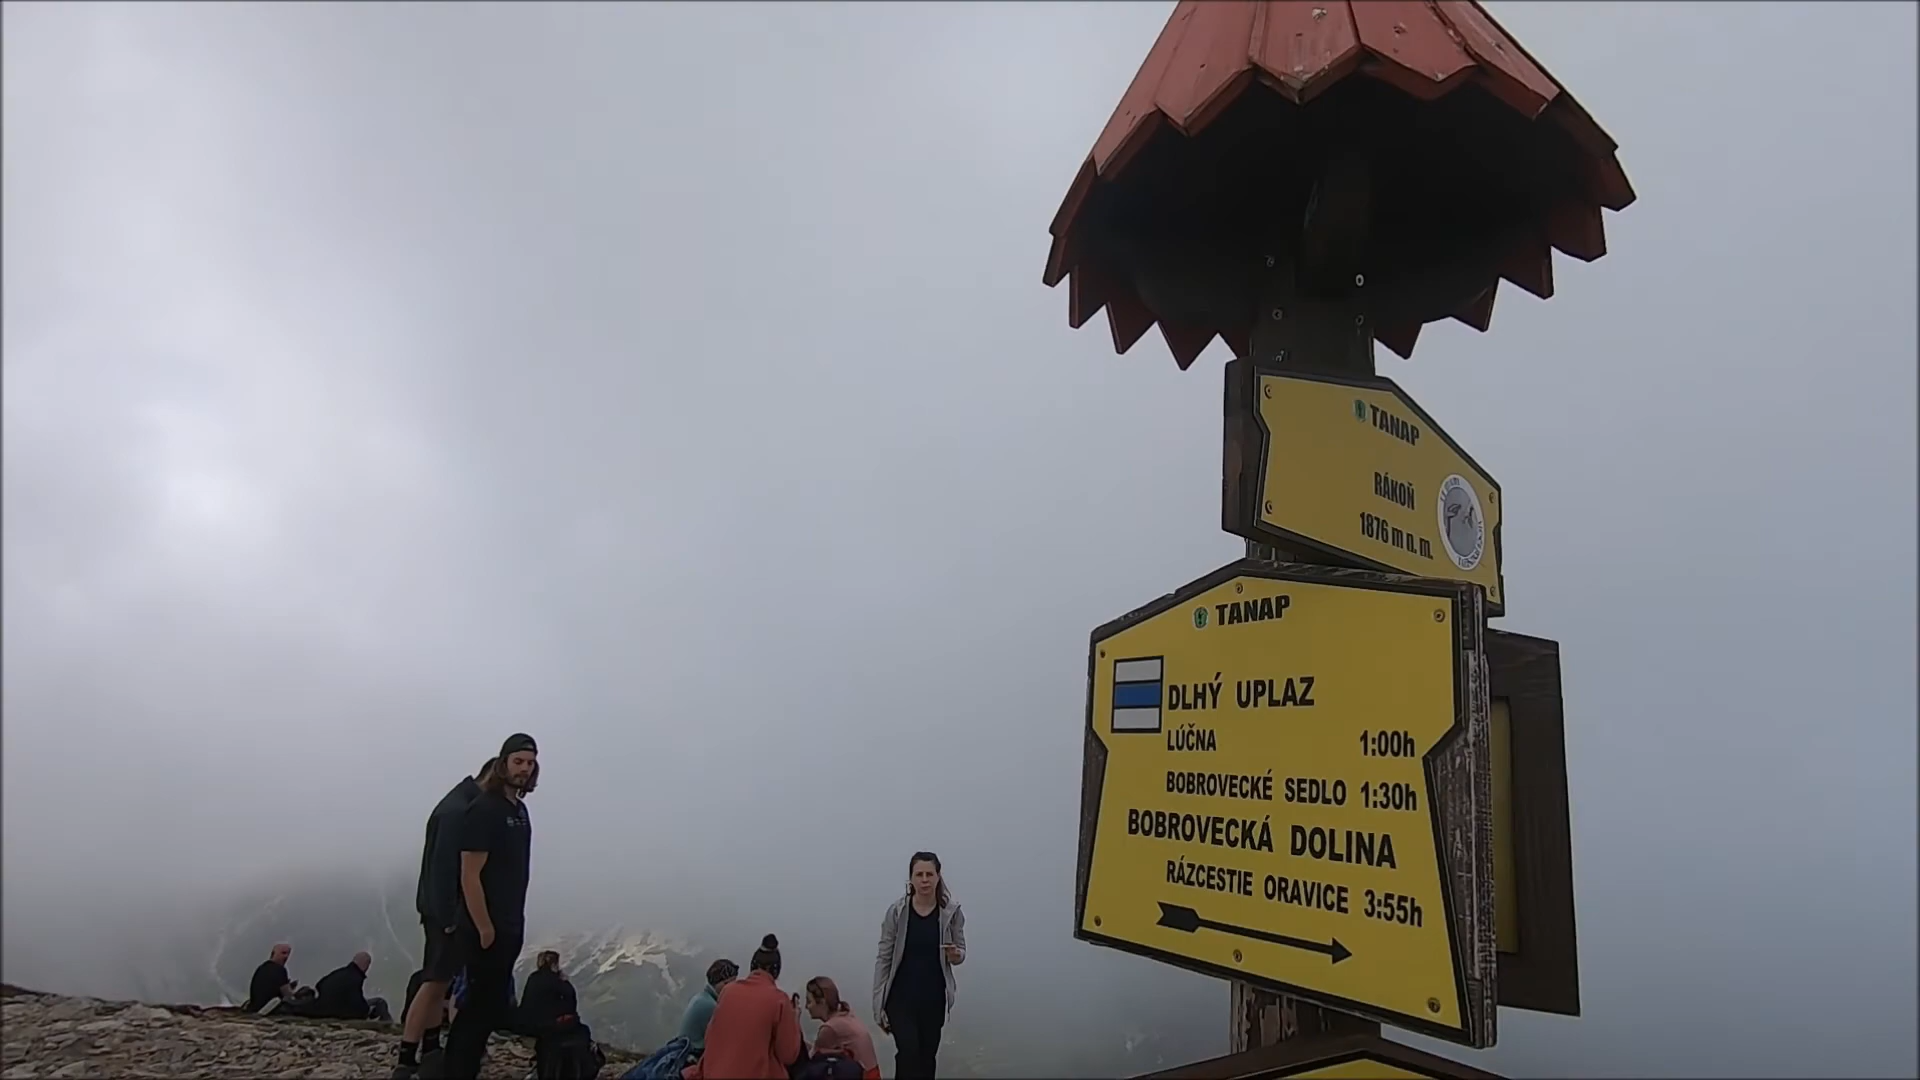 TANAP
RÁKOŇ
1876 m n. m.
TANAP
DLHÝ UPLAZ
LÚČNA 1:00h
BOBROVECKÉ SEDLO 1:30h
BOBROVECKÁ DOLINA
RÁZCESTIE ORAVICE 3:55h